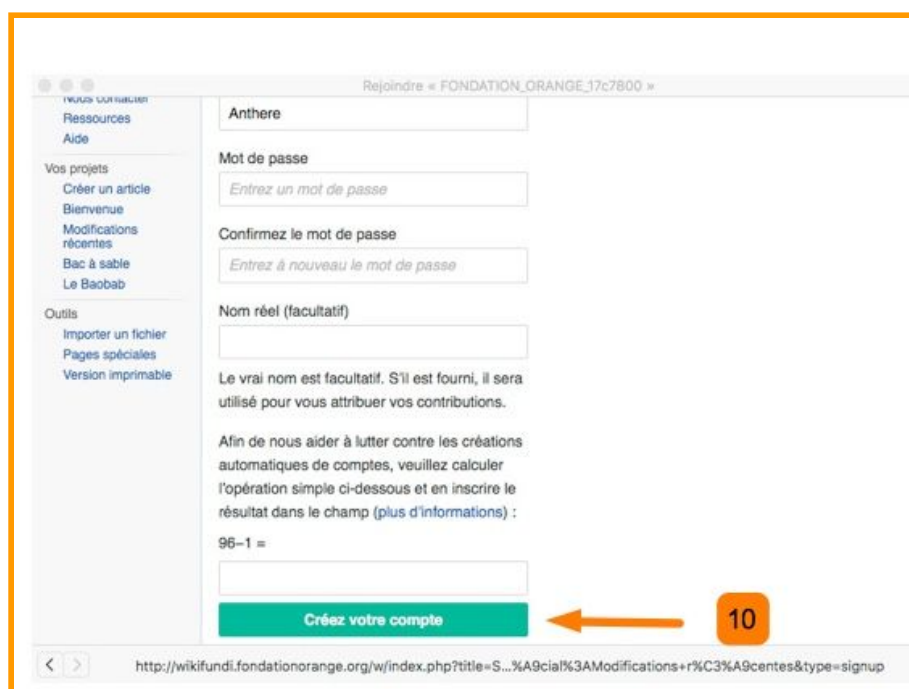 Rejoindre « FONDATION_ORANGE_17c7800 »
Nous contacter
Ressources
Aide
Vos projets
Créer un article
Bienvenue
Modifications
récentes
Bac à sable
Le Baobab
Outils
Importer un fichier
Pages spéciales
Version imprimable
Anthere
Mot de passe
Entrez un mot de passe
Confirmez le mot de passe
Entrez à nouveau le mot de passe
Nom réel (facultatif)
Le vrai nom est facultatif. S'il est fourni, il sera
utilisé pour vous attribuer vos contributions.
Afin de nous aider à lutter contre les créations
automatiques de comptes, veuillez calculer
l'opération simple ci-dessous et en inscrire le
résultat dans le champ (plus d'informations) :
96−1 =
Créez votre compte
10
http://wikifundi.fondationorange.org/w/index.php?title=S...%A9cial%3AModifications+r%C3%A9centes&type=signup